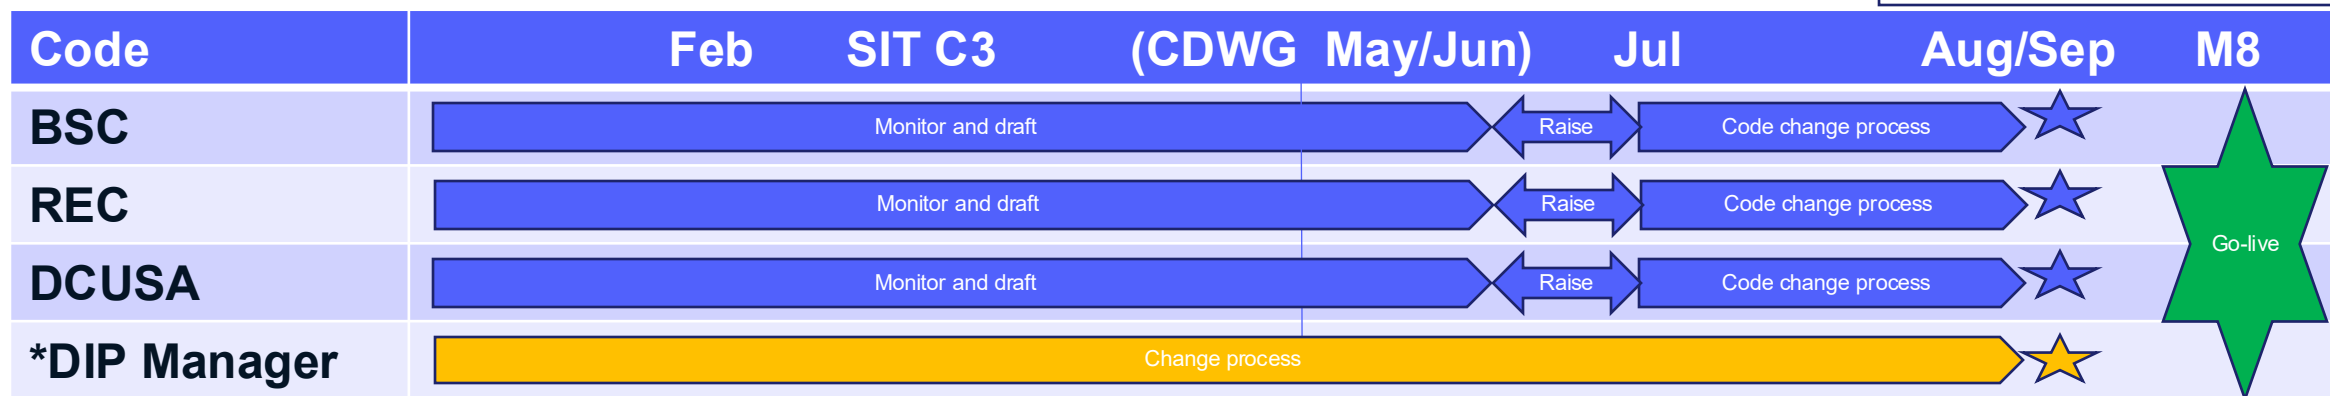 Code Feb SIT C3 (CDWG May/Jun) Jul Aug/Sep M8
BSC Monitor and draft Raise Code change process
REC Monitor and draft Raise Code change process
DCUSA Monitor and draft Raise Code change process
Go-live
*DIP Manager Change process